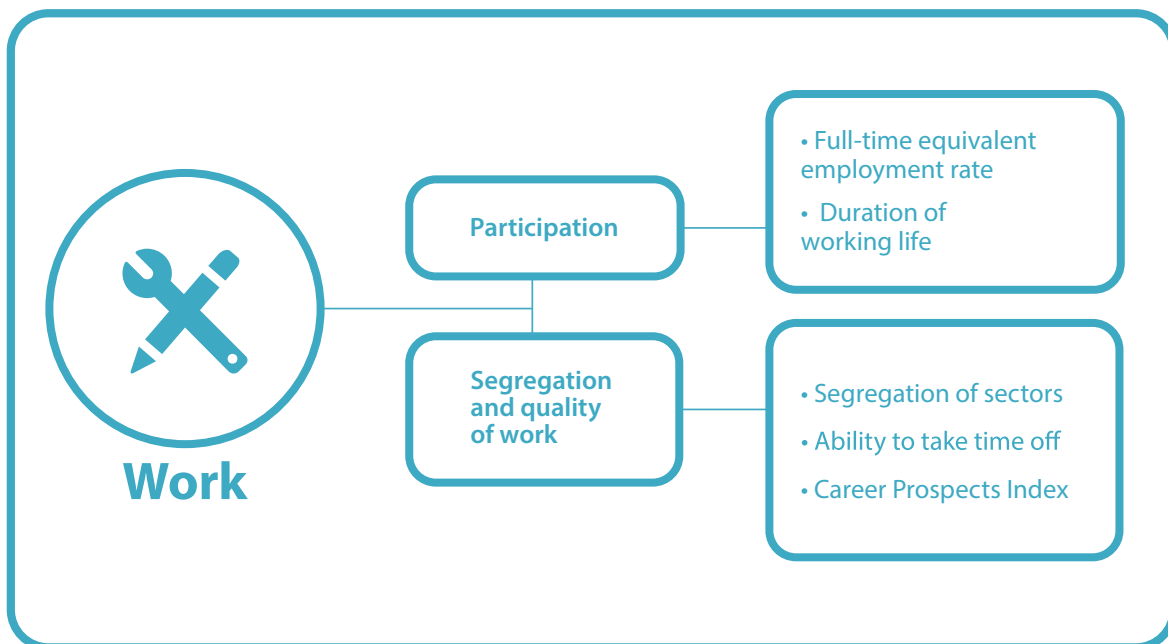 Work
Participation
• Full-time equivalent
employment rate
• Duration of
working life
Segregation
and quality
of work
• Segregation of sectors
• Ability to take time off
• Career Prospects Index